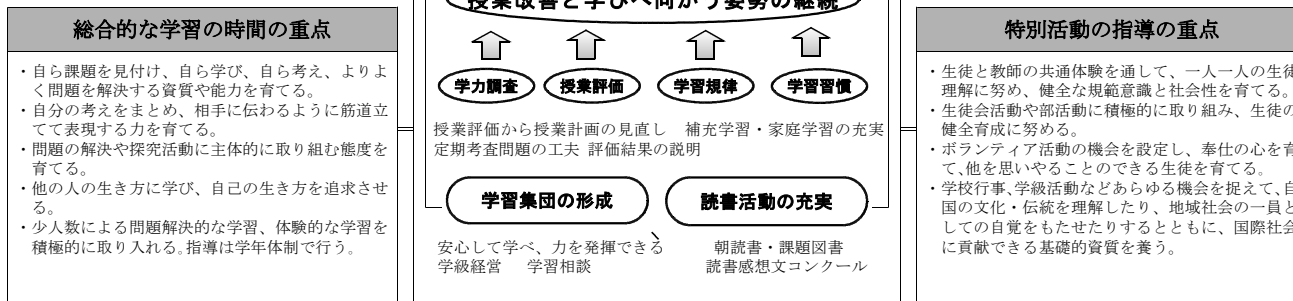 総合的な学習の時間の重点
・自ら課題を見付け、自ら学び、自ら考え、よりよ
く問題を解決する資質や能力を育てる。
・自分の考えをまとめ、相手に伝わるように筋道立
てて表現する力を育てる。
・問題の解決や探究活動に主体的に取り組む態度を
育てる。
・他の人の生き方に学び、自己の生き方を追求させ
る。
・少人数による問題解決的な学習、体験的な学習を
積極的に取り入れる。指導は学年体制で行う。
授業改善と学びへ向かう姿勢の継続
学力調査 授業評価 学習規律 学習習慣
授業評価から授業計画の見直し 補充学習・家庭学習の充実
定期考査問題の工夫 評価結果の説明
学習集団の形成 読書活動の充実
安心して学べ、力を発揮できる 朝読書・課題図書
学級経営 学習相談 読書感想文コンクール
特別活動の指導の重点
・生徒と教師の共通体験を通して、一人一人の生徒
理解に努め、健全な規範意識と社会性を育てる。
・生徒会活動や部活動に積極的に取り組み、生徒の
健全育成に努める。
・ボランティア活動の機会を設定し、奉仕の心を育
て、他を思いやることのできる生徒を育てる。
・学校行事、学級活動などあらゆる機会を捉えて、自
国の文化・伝統を理解したり、地域社会の一員と
しての自覚をもたせたりするとともに、国際社会
に貢献できる基礎的資質を養う。